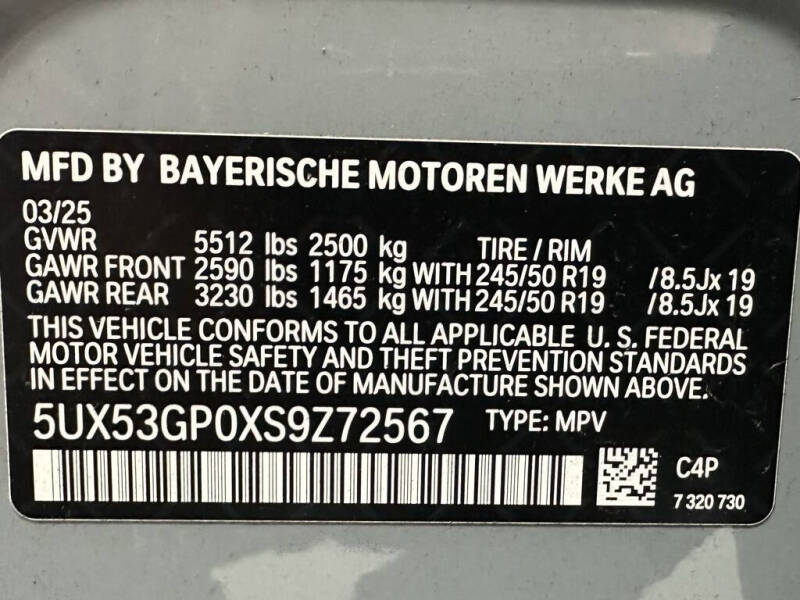 MFD BY BAYERISCHE MOTOREN WERKE AG
03/25
GVWR 5512 lbs 2500 kg TIRE / RIM
GAWR FRONT 2590 lbs 1175 kg WITH 245/50 R19 /8.5Jx 19
GAWR REAR 3230 lbs 1465 kg WITH 245/50 R19 /8.5Jx 19
THIS VEHICLE CONFORMS TO ALL APPLICABLE U. S. FEDERAL
MOTOR VEHICLE SAFETY AND THEFT PREVENTION STANDARDS
IN EFFECT ON THE DATE OF MANUFACTURE SHOWN ABOVE.
5UX53GP0XS9Z72567 TYPE: MPV
C4P
7 320 730